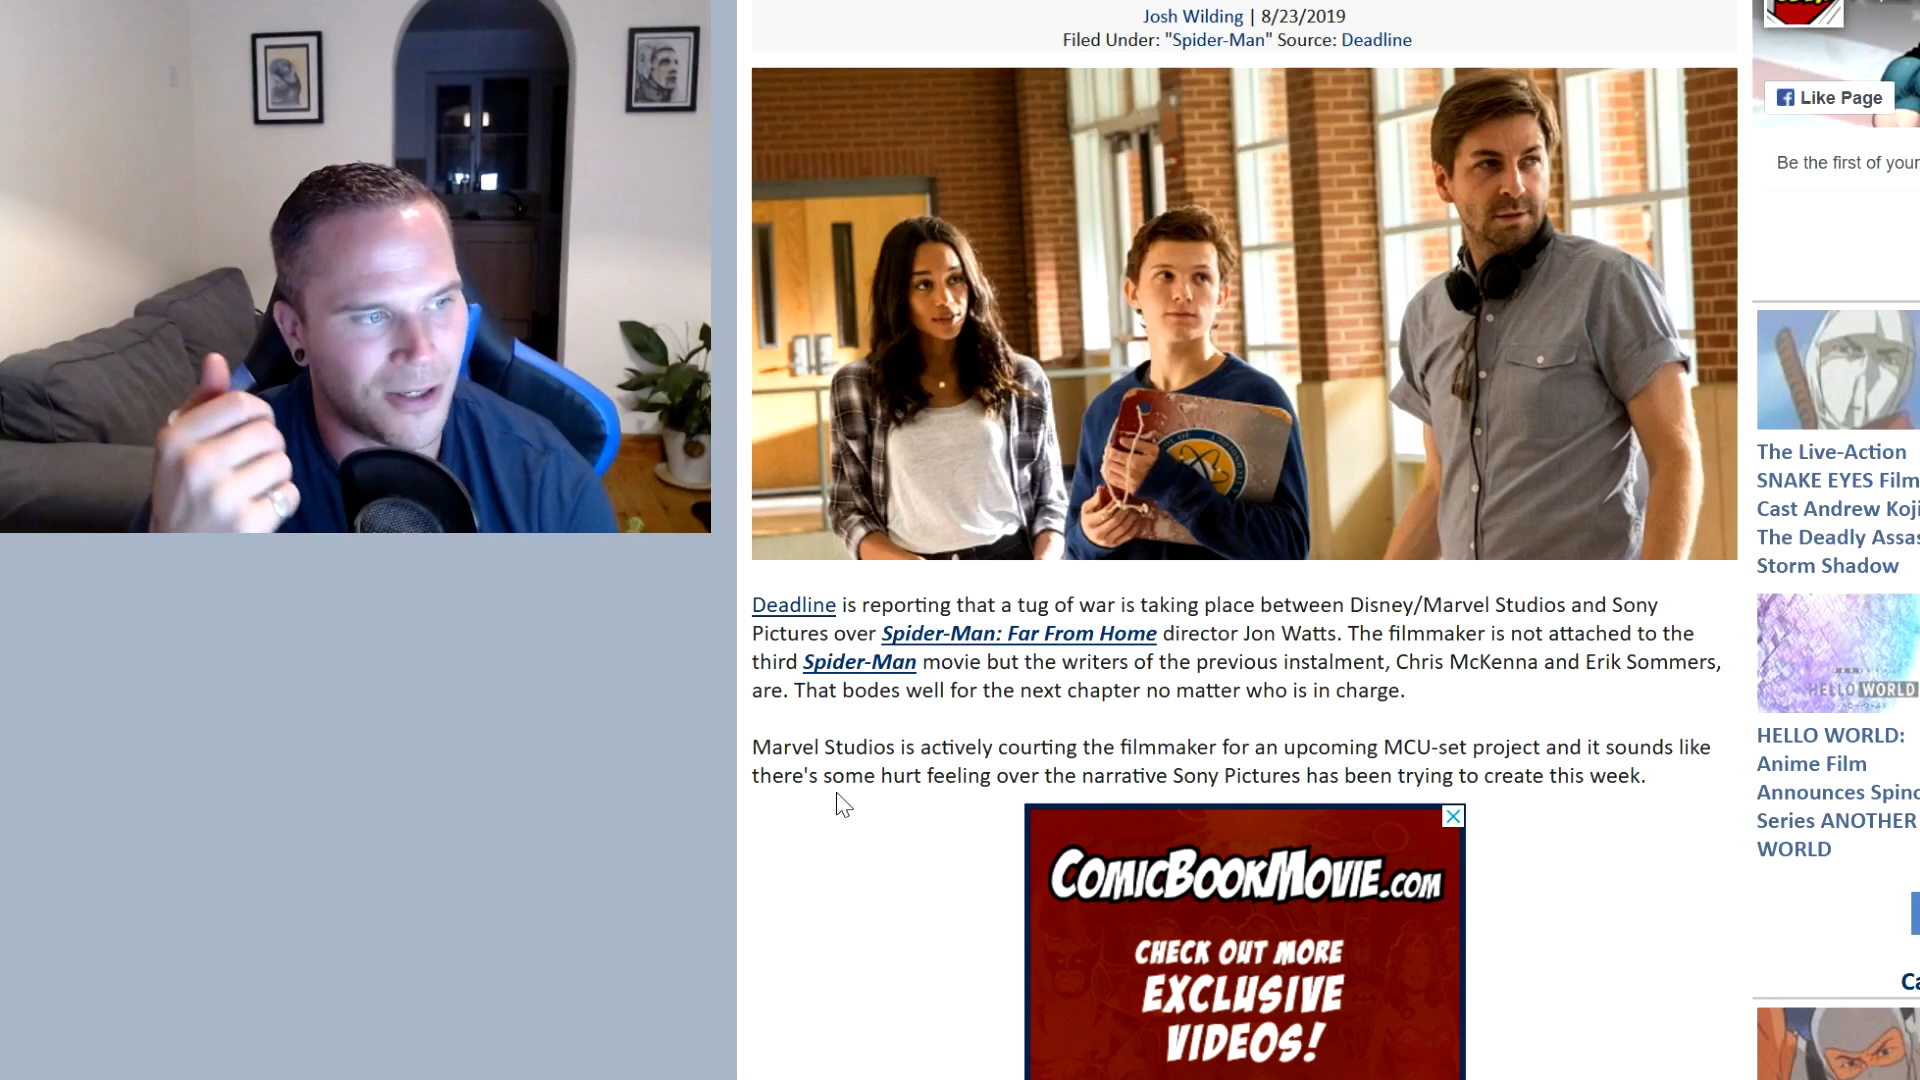 Josh Wilding | 8/23/2019
Filed Under: "Spider-Man" Source: Deadline
Like Page
Be the first of your
Deadline is reporting that a tug of war is taking place between Disney/Marvel Studios and Sony
Pictures over Spider-Man: Far From Home director Jon Watts. The filmmaker is not attached to the
third Spider-Man movie but the writers of the previous instalment, Chris McKenna and Erik Sommers,
are. That bodes well for the next chapter no matter who is in charge.
Marvel Studios is actively courting the filmmaker for an upcoming MCU-set project and it sounds like
there's some hurt feeling over the narrative Sony Pictures has been trying to create this week.
COMICBOOKMOVIE.COM
CHECK OUT MORE
EXCLUSIVE
VIDEOS!
The Live-Action
SNAKE EYES Film
Cast Andrew Koji
The Deadly Assas
Storm Shadow
HELLO WORLD
HELLO WORLD:
Anime Film
Announces Spino
Series ANOTHER
WORLD
Ca